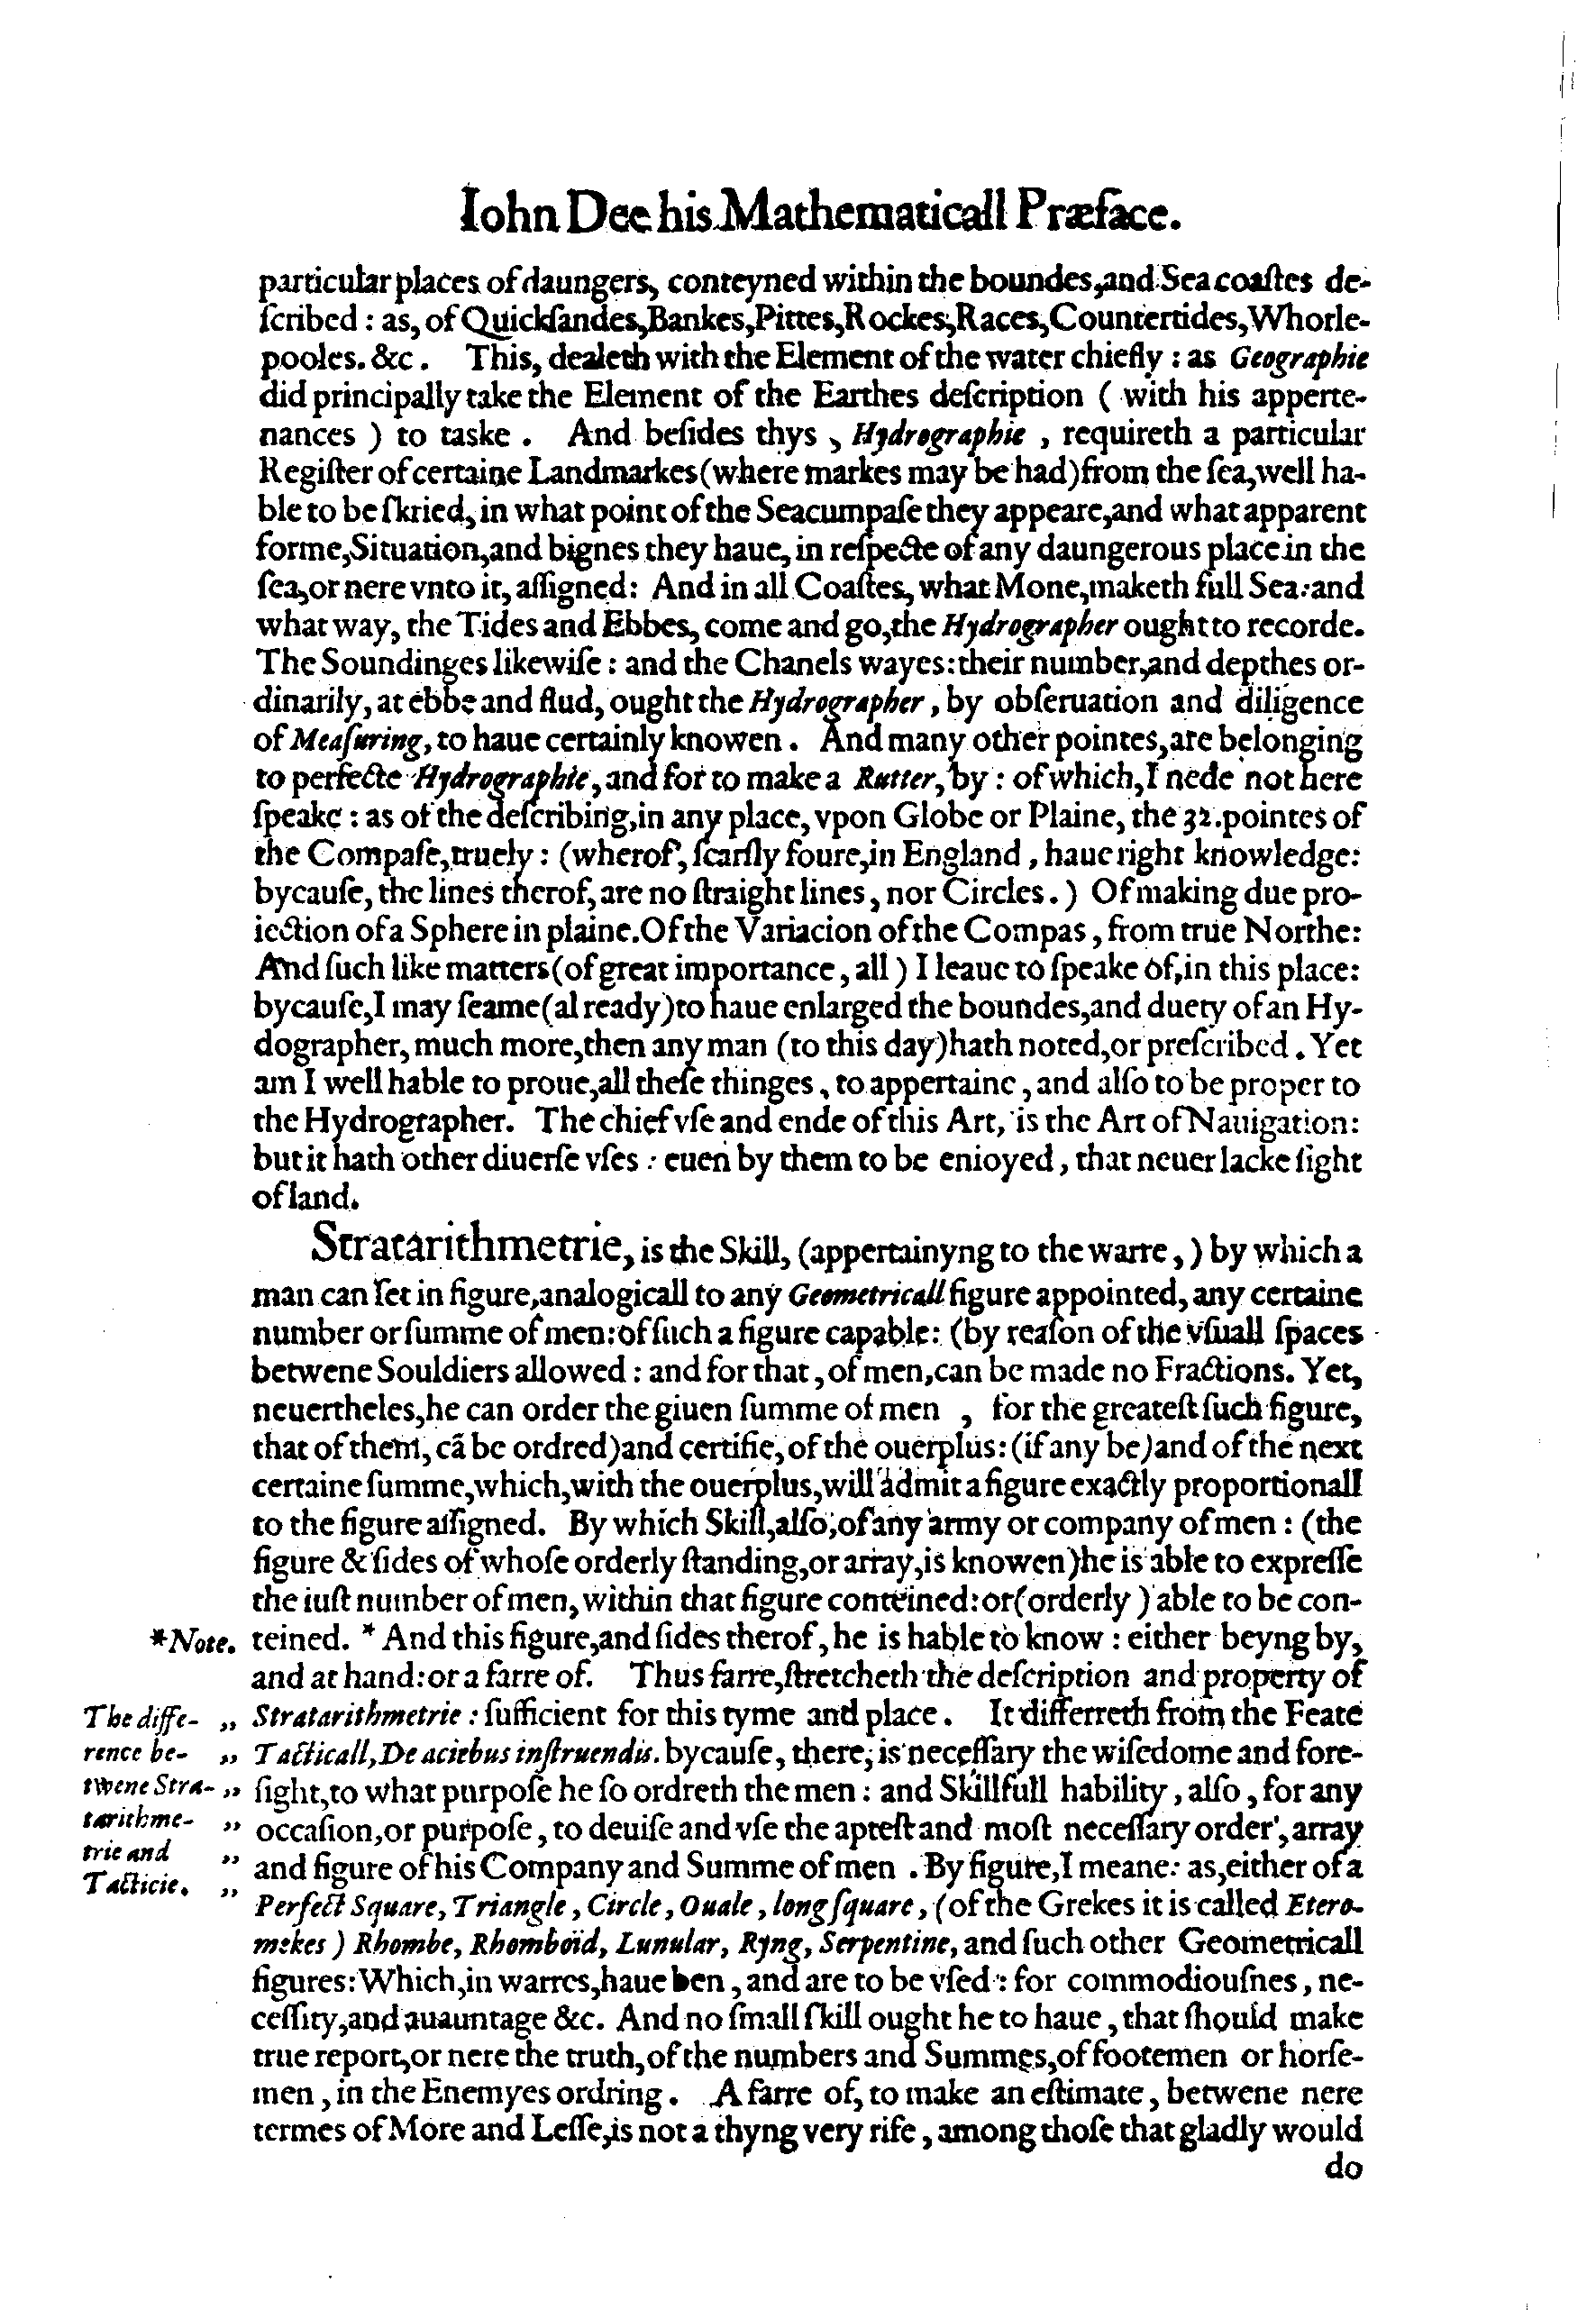 Iohn Dee his Mathematicall Præface.
particular places of daungers, conteyned within the boundes,and Sea coaſtes de-
ſcribed : as, of Quickſandes,Bankes,Pittes,Rockes,Races,Countertides,Whorle-
pooles. &c. This, dealeth with the Element of the water chiefly : as Geographie
did principally take the Element of the Earthes deſcription ( with his apperte-
nances ) to taske . And beſides thys , Hydrographie , requireth a particular
Regiſter of certaine Landmarkes (where markes may be had) from the ſea,well ha-
ble to be ſkried, in what point of the Seacumpaſe they appeare,and what apparent
forme,Situation,and bignes they haue, in reſpecte of any daungerous place in the
ſea,or nere vnto it, aſſigned: And in all Coaſtes, what Mone,maketh full Sea: and
what way, the Tides and Ebbes, come and go,the Hydrographer ought to recorde.
The Soundinges likewiſe : and the Chanels wayes: their number,and depthes or-
dinarily, at ebbe and flud, ought the Hydrographer , by obſeruation and diligence
of Meaſuring, to haue certainly knowen . And many other pointes,are belonging
to perfecte Hydrographie, and for to make a Rutter, by : of which,I nede not here
ſpeake : as of the deſcribing,in any place, vpon Globe or Plaine, the 32. pointes of
the Compaſe,truely : (wherof, ſcarſly foure,in England , haue right knowledge:
bycauſe, the lines therof, are no ſtraight lines , nor Circles . ) Of making due pro-
iection of a Sphere in plaine. Of the Variacion of the Compas , from true Northe:
And ſuch like matters (of great importance , all ) I leaue to ſpeake of,in this place:
bycauſe,I may ſeame (al ready) to haue enlarged the boundes,and duety of an Hy-
dographer, much more,then any man (to this day) hath noted,or preſcribed . Yet
am I well hable to proue,all theſe thinges , to appertaine , and alſo to be proper to
the Hydrographer. The chief vſe and ende of this Art, is the Art of Nauigation:
but it hath other diuerſe vſes : euen by them to be enioyed , that neuer lacke ſight
of land.
Stratarithmetrie, is the Skill, (appertainyng to the warre , ) by which a
man can ſet in figure,analogicall to any Geometricall figure appointed, any certaine
number or ſumme of men: of ſuch a figure capable: (by reaſon of the vſuall ſpaces
betwene Souldiers allowed : and for that , of men,can be made no Fractions. Yet,
neuertheles,he can order the giuen ſumme of men , for the greateſt ſuch figure,
that of them, cã be ordred) and certifie, of the ouerplus: (if any be) and of the next
certaine ſumme,which,with the ouerplus,will admit a figure exactly proportionall
to the figure aſſigned. By which Skill,alſo,of any army or company of men : (the
figure & ſides of whoſe orderly ſtanding,or array,is knowen) he is able to expreſſe
the iuſt number of men, within that figure conteined: or (orderly ) able to be con-
*Note. teined. * And this figure,and ſides therof , he is hable to know : either beyng by,
and at hand: or a farre of. Thus farre,ſtretcheth the deſcription and property of
The diffe- „ Stratarithmetrie : ſufficient for this tyme and place . It differreth from the Feate
rence be- „ Tacticall, De aciebus inſtruendis. bycauſe, there, is neceſſary the wiſedome and fore-
twene Stra- „ ſight,to what purpoſe he ſo ordreth the men : and Skillfull hability , alſo , for any
tarithme- „ occaſion,or purpoſe , to deuiſe and vſe the apteſt and moſt neceſſary order , array
trie and „ and figure of his Company and Summe of men . By figure,I meane: as,either of a
Tacticie. „ Perfect Square, Triangle , Circle , Ouale , long ſquare , (of the Grekes it is called Etero-
mekes ) Rhombe, Rhomboïd, Lunular, Ryng, Serpentine, and ſuch other Geometricall
figures: Which,in warres,haue ben , and are to be vſed : for commodiouſnes , ne-
ceſſity,and auauntage &c. And no ſmall ſkill ought he to haue , that ſhould make
true report,or nere the truth,of the numbers and Summes,of footemen or horſe-
men , in the Enemyes ordring . A farre of, to make an eſtimate , betwene nere
termes of More and Leſſe,is not a thyng very rife , among thoſe that gladly would
do